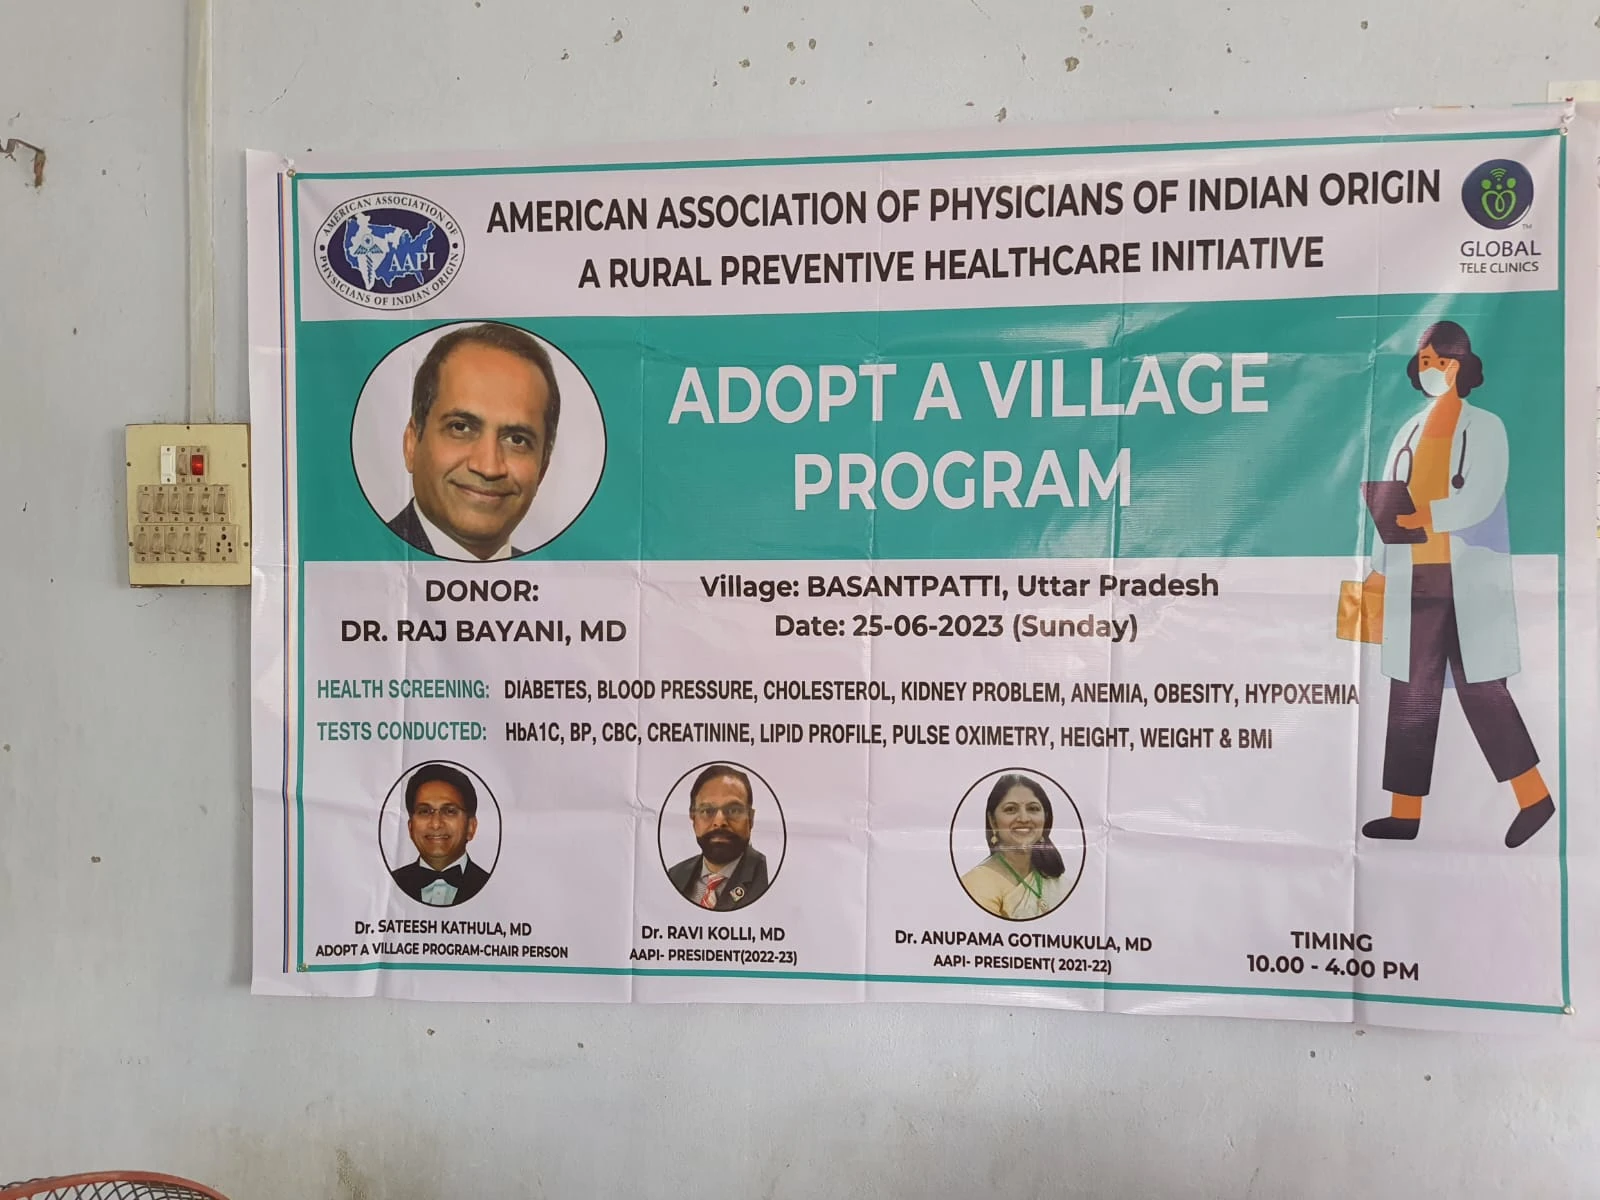 AMERICAN ASSOCIATION OF PHYSICIANS OF INDIAN ORIGIN
A RURAL PREVENTIVE HEALTHCARE INITIATIVE
AMERICAN ASSOCIATION OF
PHYSICIANS OF INDIAN ORIGIN
AAPI
TM
GLOBAL
TELE CLINICS
ADOPT A VILLAGE
PROGRAM
DONOR:
DR. RAJ BAYANI, MD
Village: BASANTPATTI, Uttar Pradesh
Date: 25-06-2023 (Sunday)
HEALTH SCREENING: DIABETES, BLOOD PRESSURE, CHOLESTEROL, KIDNEY PROBLEM, ANEMIA, OBESITY, HYPOXEMIA
TESTS CONDUCTED: HbA1C, BP, CBC, CREATININE, LIPID PROFILE, PULSE OXIMETRY, HEIGHT, WEIGHT & BMI
Dr. SATEESH KATHULA, MD
ADOPT A VILLAGE PROGRAM-CHAIR PERSON
Dr. RAVI KOLLI, MD
AAPI- PRESIDENT(2022-23)
Dr. ANUPAMA GOTIMUKULA, MD
AAPI- PRESIDENT( 2021-22)
TIMING
10.00 - 4.00 PM